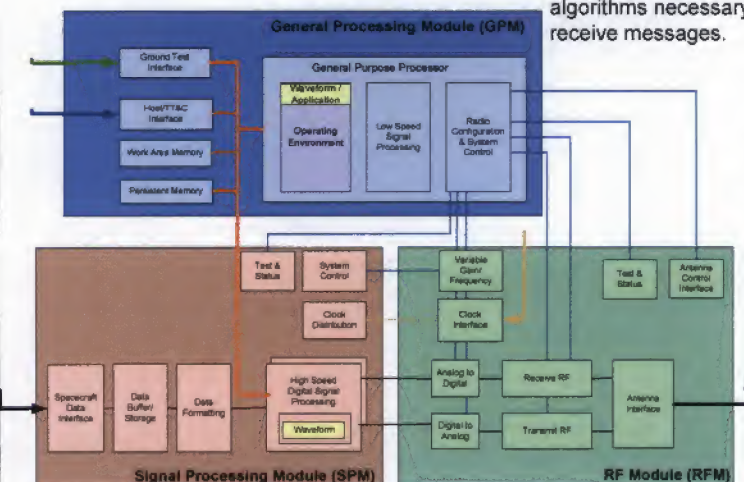 algorithms necessary
receive messages.
General Processing Module (GPM)
Ground Test
Interface
Host/TT&C
Interface
Work Area Memory
Persistent Memory
General Purpose Processor
Waveform /
Application
Operating
Environment
Low Speed
Signal
Processing
Radio
Configuration
& System
Control
Test &
Status
System
Control
Clock
Distribution
Spacecraft
Data
Interface
Data
Buffer/
Storage
Data
Formatting
High Speed
Digital Signal
Processing
Waveform
Signal Processing Module (SPM)
Variable
Gain/
Frequency
Clock
Interface
Test &
Status
Antenna
Control
Interface
Analog to
Digital
Receive RF
Digital to
Analog
Transmit RF
Antenna
Interface
RF Module (RFM)